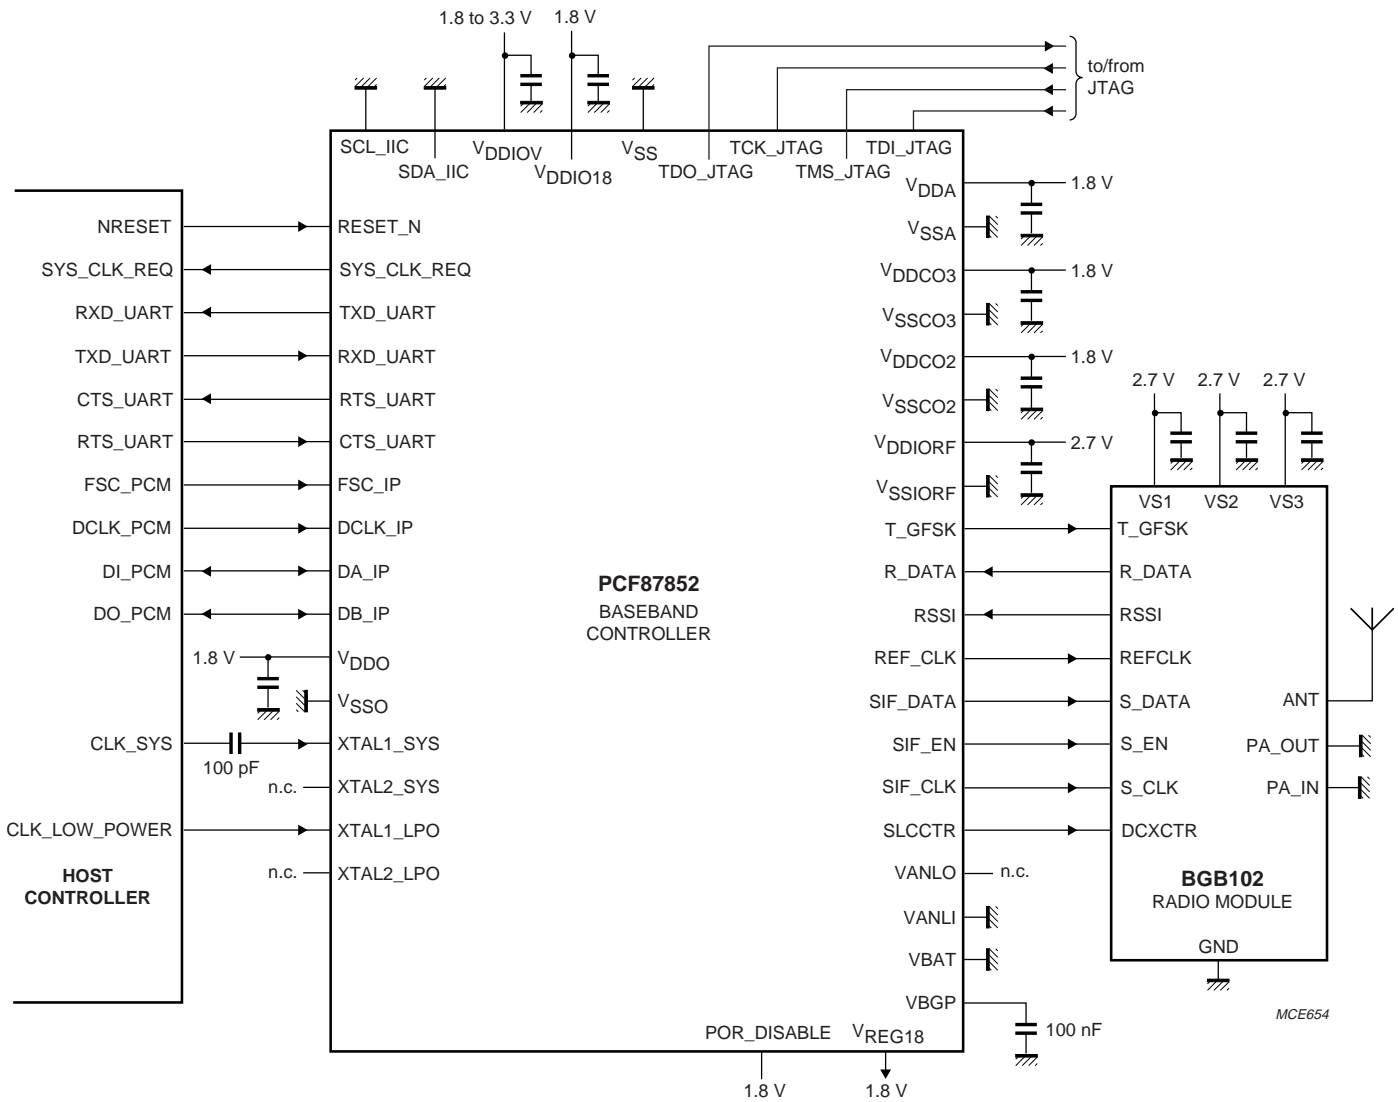 1.8 to 3.3 V
1.8 V
to/from
JTAG
SCL_IIC
SDA_IIC
VDDIOV
VDDIO18
VSS
TDO_JTAG
TCK_JTAG
TMS_JTAG
TDI_JTAG
NRESET
SYS_CLK_REQ
RXD_UART
TXD_UART
CTS_UART
RTS_UART
FSC_PCM
DCLK_PCM
DI_PCM
DO_PCM
CLK_SYS
CLK_LOW_POWER
HOST
CONTROLLER
1.8 V
100 pF
n.c.
n.c.
RESET_N
SYS_CLK_REQ
TXD_UART
RXD_UART
RTS_UART
CTS_UART
FSC_IP
DCLK_IP
DA_IP
DB_IP
VDDO
VSSO
XTAL1_SYS
XTAL2_SYS
XTAL1_LPO
XTAL2_LPO
PCF87852
BASEBAND
CONTROLLER
VDDA
VSSA
VDDCO3
VSSCO3
VDDCO2
VSSCO2
VDDIORF
VSSIORF
T_GFSK
R_DATA
RSSI
REF_CLK
SIF_DATA
SIF_EN
SIF_CLK
SLCCTR
VANLO
VANLI
VBAT
VBGP
1.8 V
1.8 V
1.8 V
2.7 V
n.c.
100 nF
POR_DISABLE
VREG18
1.8 V
1.8 V
2.7 V
2.7 V
2.7 V
VS1
VS2
VS3
T_GFSK
R_DATA
RSSI
REFCLK
S_DATA
S_EN
S_CLK
DCXCTR
ANT
PA_OUT
PA_IN
BGB102
RADIO MODULE
GND
MCE654